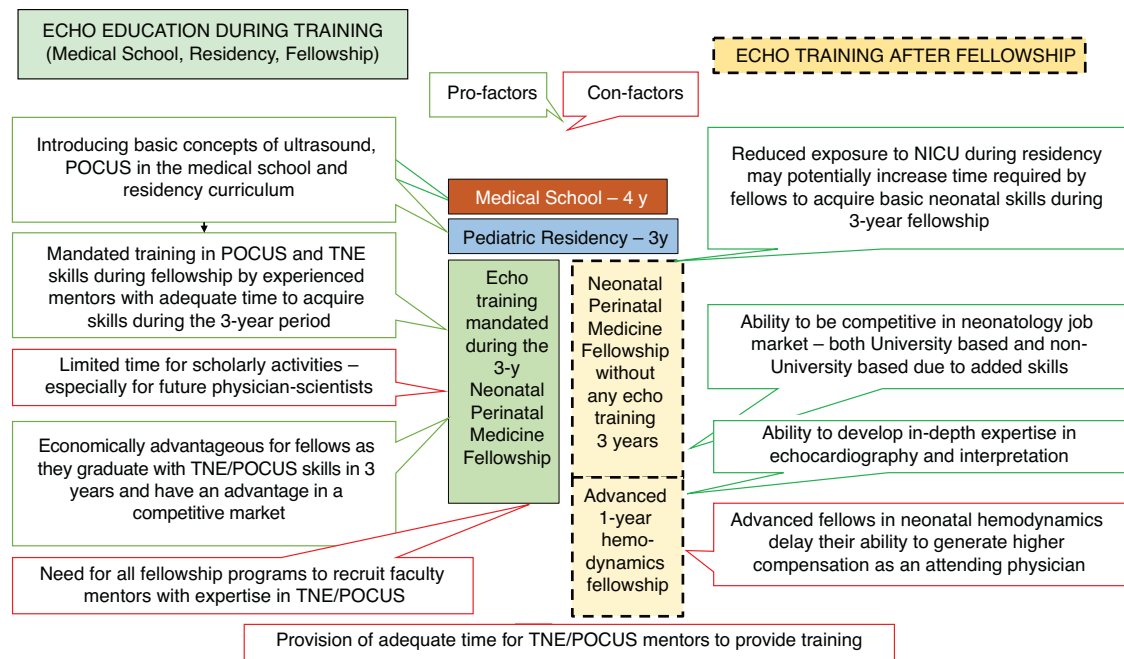 ECHO EDUCATION DURING TRAINING
(Medical School, Residency, Fellowship)
ECHO TRAINING AFTER FELLOWSHIP
Pro-factors
Con-factors
Introducing basic concepts of ultrasound,
POCUS in the medical school and
residency curriculum
Mandated training in POCUS and TNE
skills during fellowship by experienced
mentors with adequate time to acquire
skills during the 3-year period
Limited time for scholarly activities –
especially for future physician-scientists
Economically advantageous for fellows as
they graduate with TNE/POCUS skills in 3
years and have an advantage in a
competitive market
Need for all fellowship programs to recruit faculty
mentors with expertise in TNE/POCUS
Medical School – 4 y
Pediatric Residency – 3y
Echo
training
mandated
during the
3-y
Neonatal
Perinatal
Medicine
Fellowship
Neonatal
Perinatal
Medicine
Fellowship
without
any echo
training
3 years
Advanced
1-year
hemo-
dynamics
fellowship
Reduced exposure to NICU during residency
may potentially increase time required by
fellows to acquire basic neonatal skills during
3-year fellowship
Ability to be competitive in neonatology job
market – both University based and non-
University based due to added skills
Ability to develop in-depth expertise in
echocardiography and interpretation
Advanced fellows in neonatal hemodynamics
delay their ability to generate higher
compensation as an attending physician
Provision of adequate time for TNE/POCUS mentors to provide training